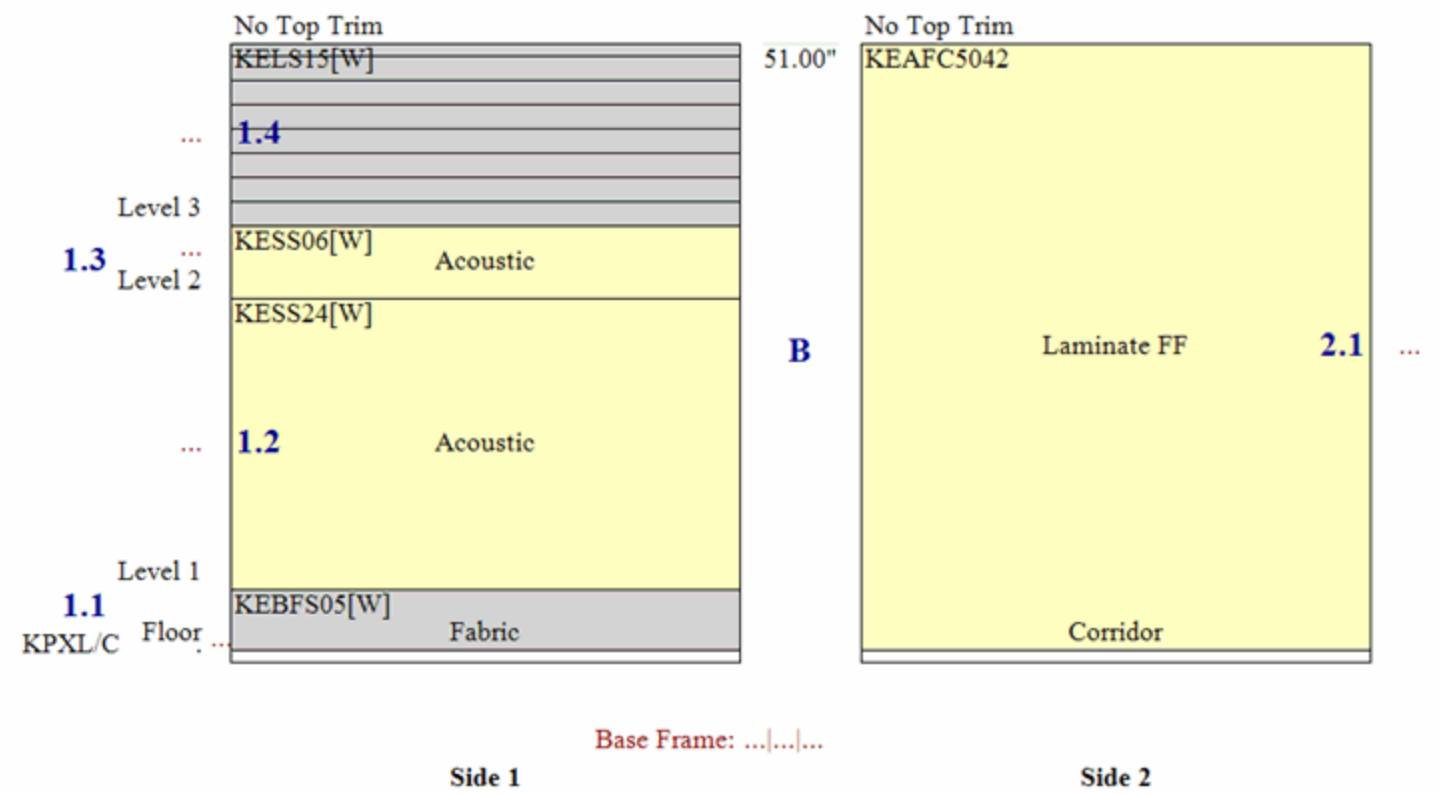 No Top Trim
No Top Trim
KELS15[W]
51.00"
KEAFC5042
...
1.4
Level 3
KESS06[W]
1.3
...
Acoustic
Level 2
KESS24[W]
B
Laminate FF
2.1
...
...
1.2
Acoustic
Level 1
1.1
KEBFS05[W]
KPXL/C
Floor
...
Fabric
Corridor
Base Frame: ...|...|...
Side 1
Side 2